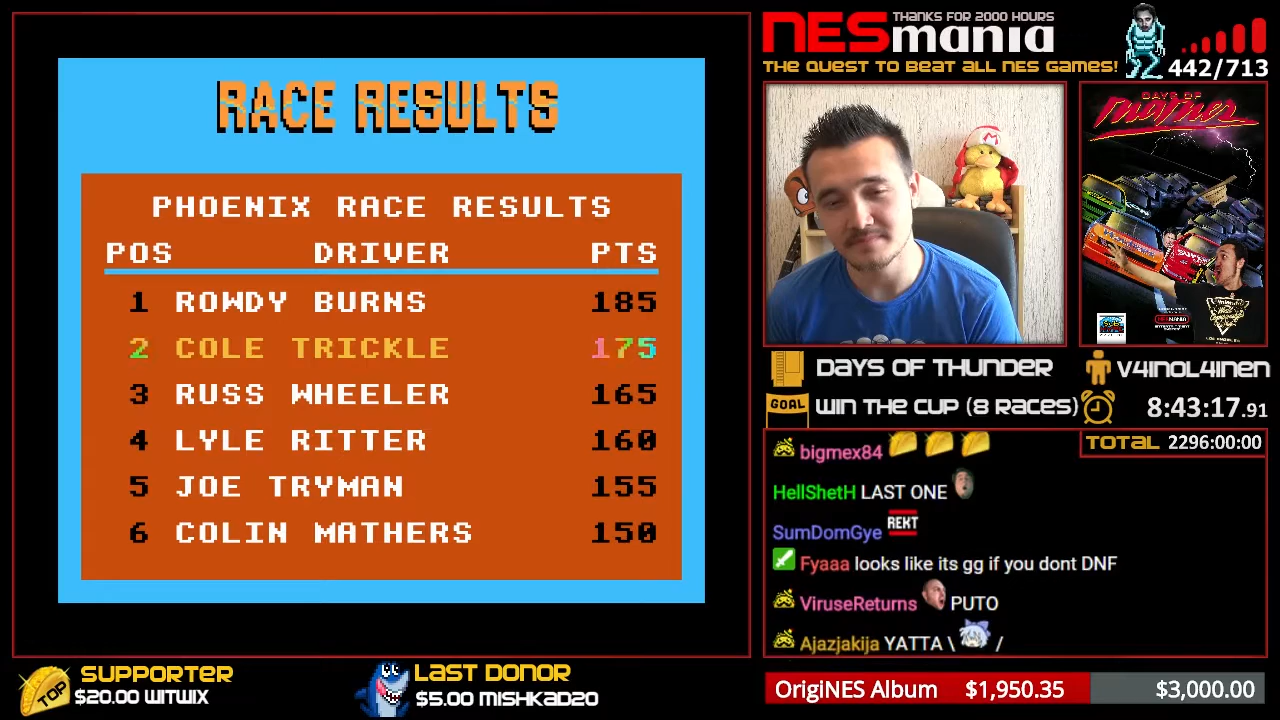 RACE RESULTS
PHOENIX RACE RESULTS
POS DRIVER PTS
1 ROWDY BURNS 185
2 COLE TRICKLE 175
3 RUSS WHEELER 165
4 LYLE RITTER 160
5 JOE TRYMAN 155
6 COLIN MATHERS 150
THANKS FOR 2000 HOURS
NESmania
THE QUEST TO BEAT ALL NES GAMES!
442/713
DAYS OF
DAYS OF THUNDER
V4INOL4INEN
GOAL WIN THE CUP (8 RACES)
8:43:17.91
TOTAL 2296:00:00
bigmex84
HellShetH LAST ONE
SumDomGye REKT
Fyaaa looks like its gg if you dont DNF
ViruseReturns PUTO
Ajazjakija YATTA \ /
TOP
SUPPORTER
$20.00 WITWIX
LAST DONOR
$5.00 MISHKAD20
OrigiNES Album $1,950.35 $3,000.00